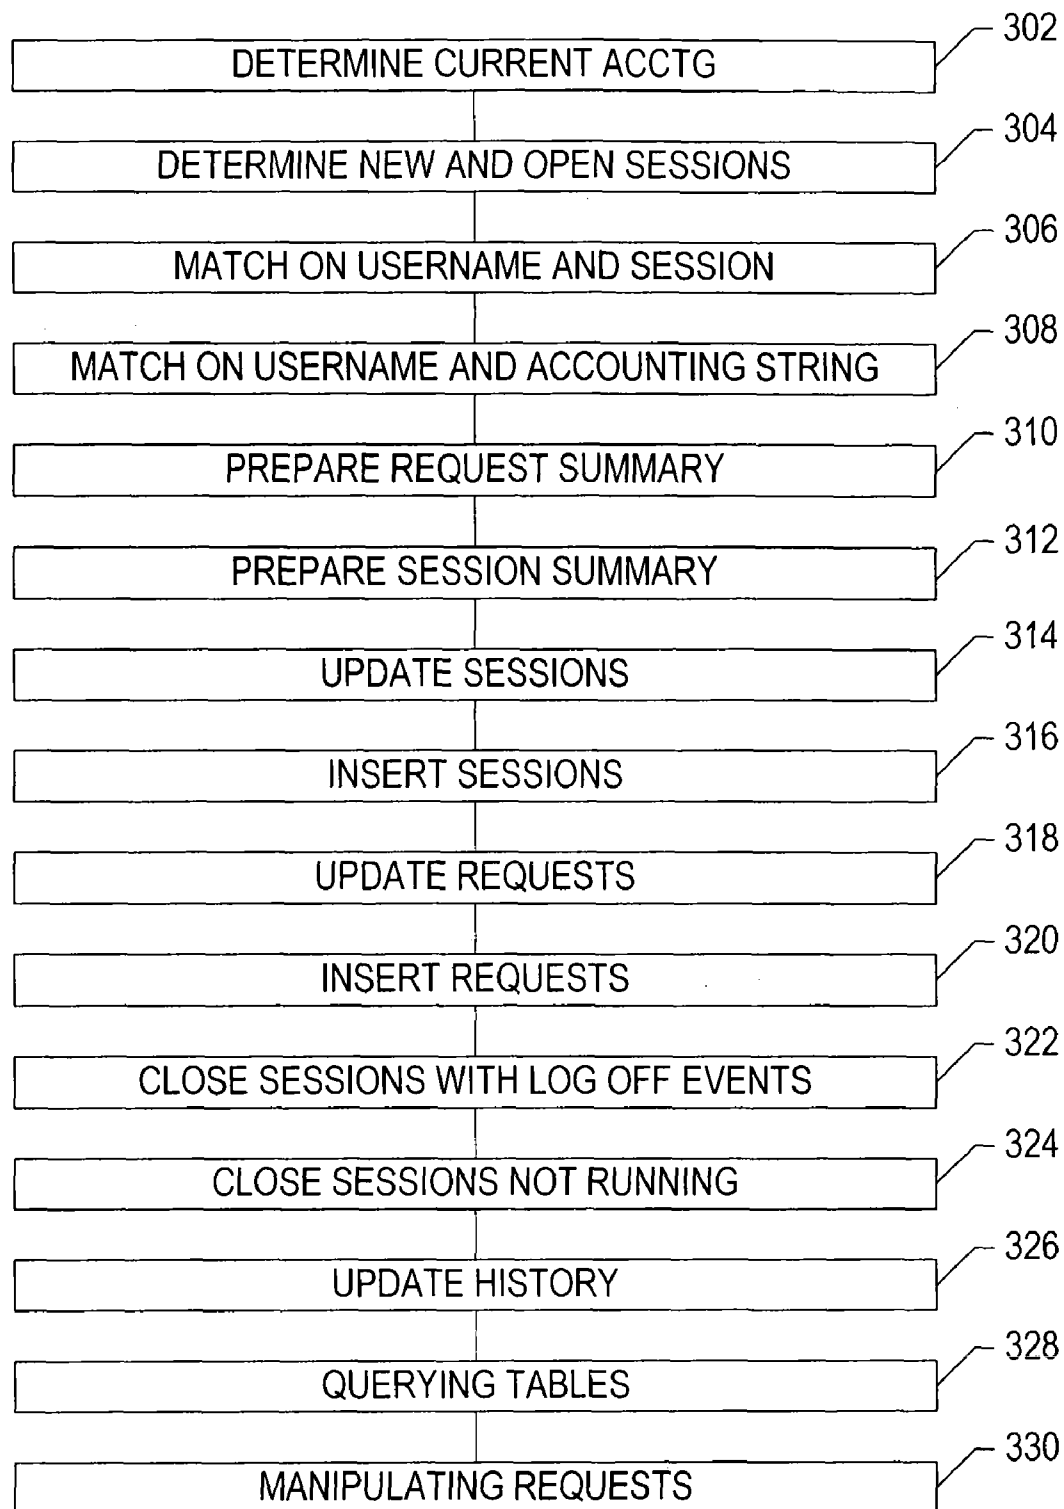 302
DETERMINE CURRENT ACCTG
304
DETERMINE NEW AND OPEN SESSIONS
306
MATCH ON USERNAME AND SESSION
308
MATCH ON USERNAME AND ACCOUNTING STRING
310
PREPARE REQUEST SUMMARY
312
PREPARE SESSION SUMMARY
314
UPDATE SESSIONS
316
INSERT SESSIONS
318
UPDATE REQUESTS
320
INSERT REQUESTS
322
CLOSE SESSIONS WITH LOG OFF EVENTS
324
CLOSE SESSIONS NOT RUNNING
326
UPDATE HISTORY
328
QUERYING TABLES
330
MANIPULATING REQUESTS